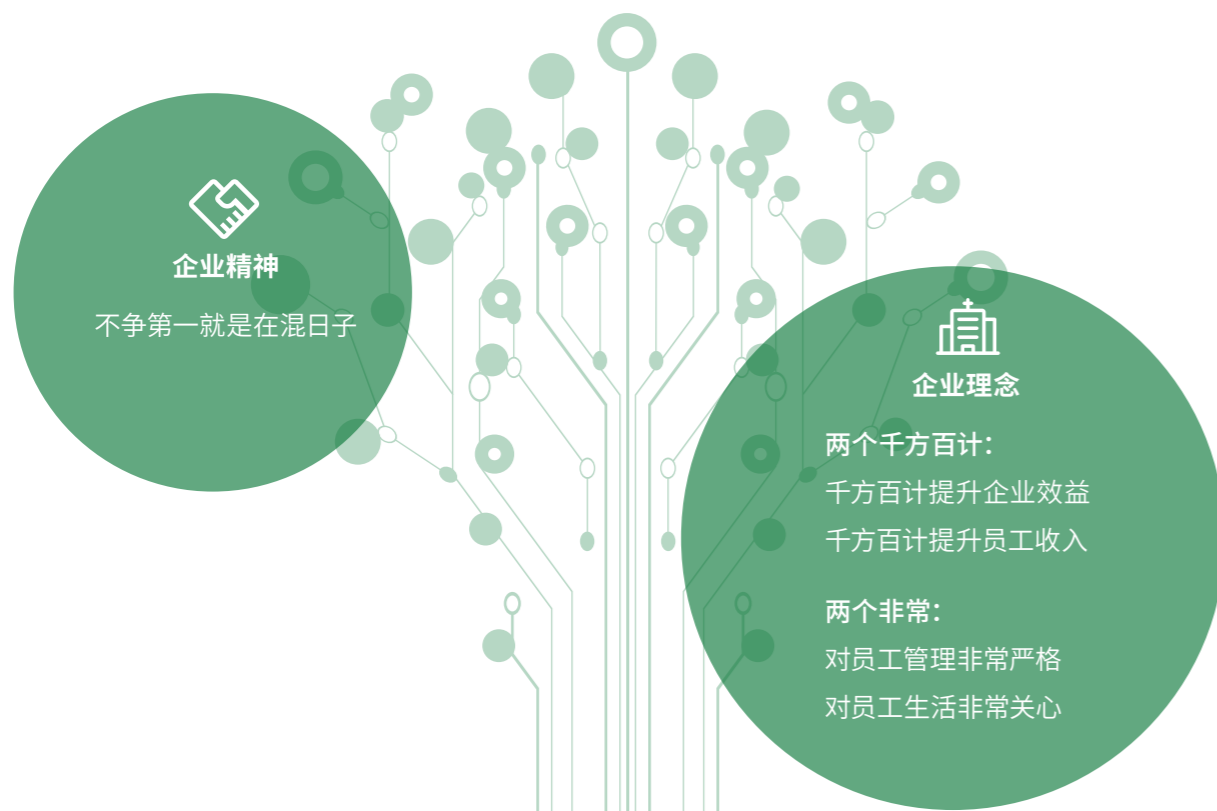 企业精神
不争第一就是在混日子
企业理念
两个千方百计：
千方百计提升企业效益
千方百计提升员工收入
两个非常：
对员工管理非常严格
对员工生活非常关心